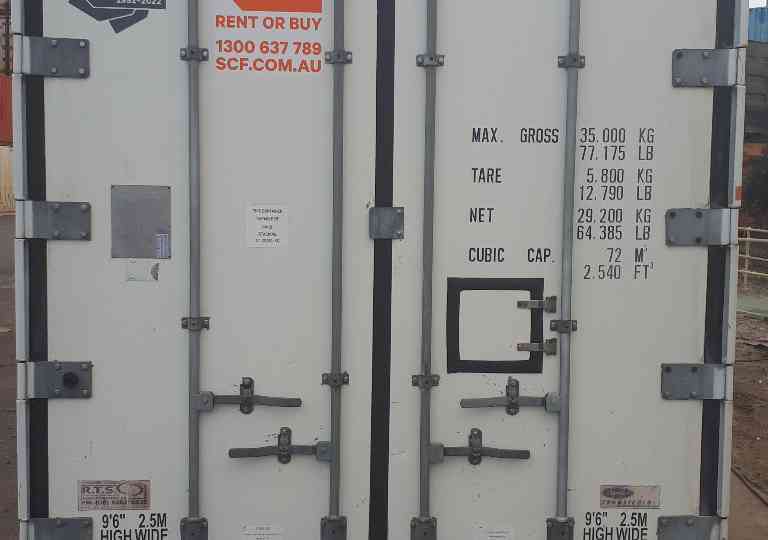 1991-2022
RENT OR BUY
1300 637 789
SCF.COM.AU
MAX. GROSS 35.000 KG
77.175 LB
TARE 5.800 KG
12.790 LB
NET 29.200 KG
64.385 LB
CUBIC CAP. 72 M³
2.540 FT³
R.T.S
9'6" 2.5M
HIGH WIDE
9'6" 2.5M
HIGH WIDE